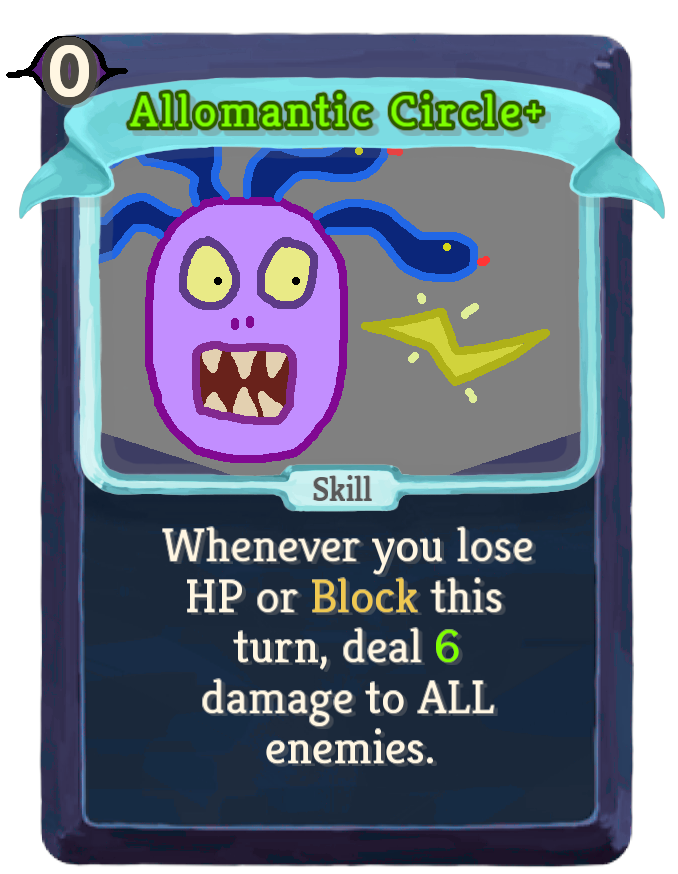 0
Allomantic Circle+
Skill
Whenever you lose
HP or Block this
turn, deal 6
damage to ALL
enemies.